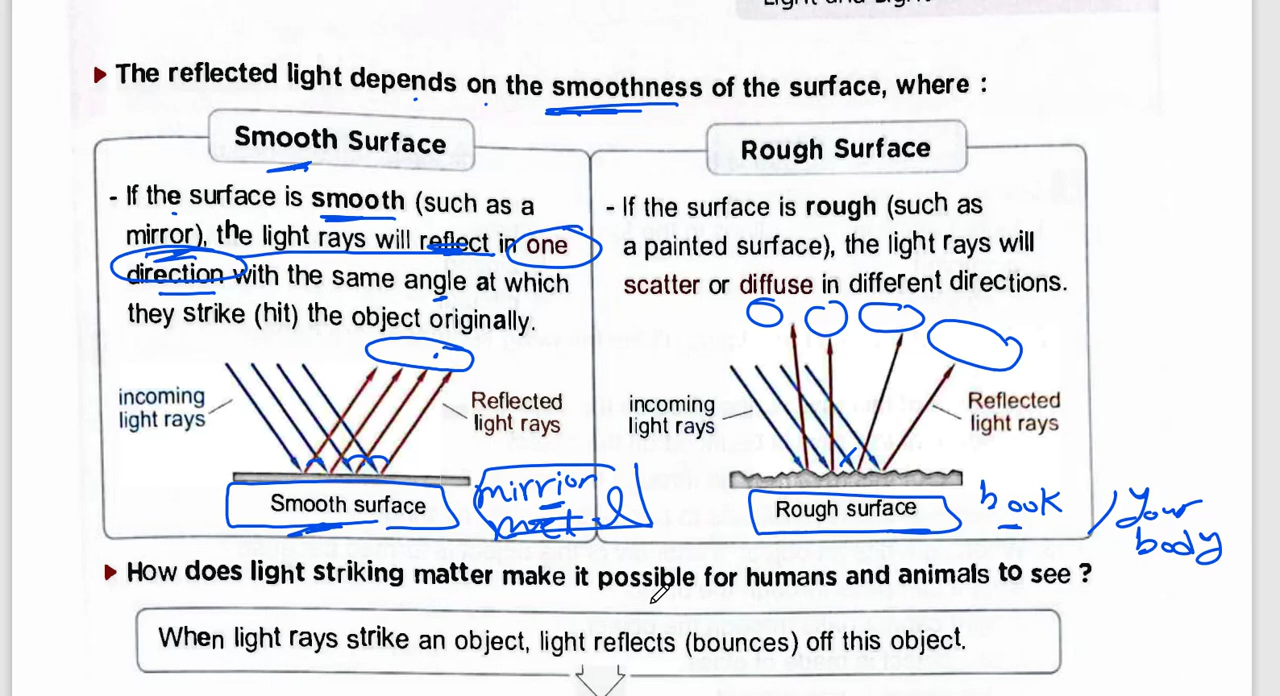 ► The reflected light depends on the smoothness of the surface, where :
Smooth Surface
- If the surface is smooth (such as a
mirror), the light rays will reflect in one
direction with the same angle at which
they strike (hit) the object originally.
incoming
light rays
Reflected
light rays
Smooth surface
mirrior
Rough Surface
- If the surface is rough (such as
a painted surface), the light rays will
scatter or diffuse in different directions.
incoming
light rays
Reflected
light rays
Rough surface
book
, your
body
► How does light striking matter make it possible for humans and animals to see ?
When light rays strike an object, light reflects (bounces) off this object.